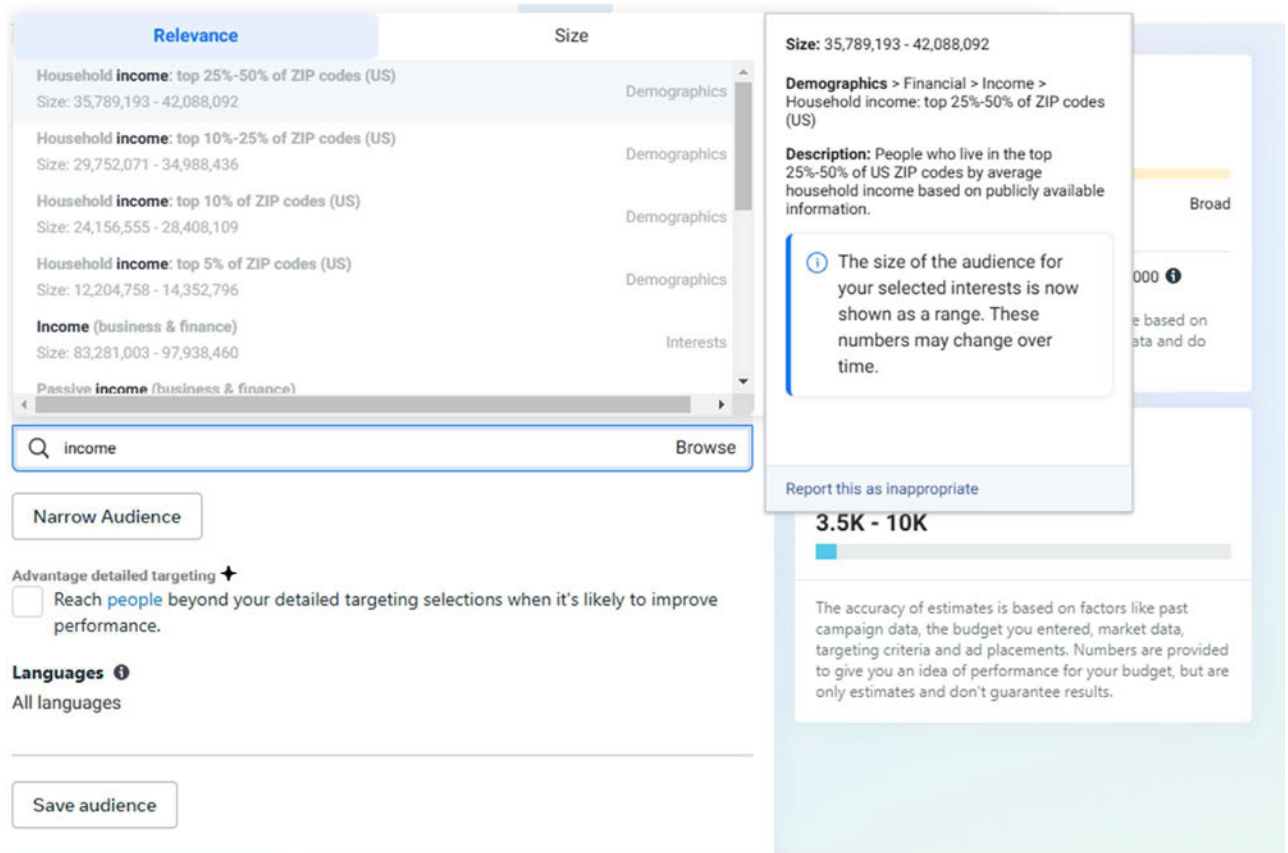 Relevance
Size
Household income: top 25%-50% of ZIP codes (US)
Size: 35,789,193 - 42,088,092
Demographics
Household income: top 10%-25% of ZIP codes (US)
Size: 29,752,071 - 34,988,436
Demographics
Household income: top 10% of ZIP codes (US)
Size: 24,156,555 - 28,408,109
Demographics
Household income: top 5% of ZIP codes (US)
Size: 12,204,758 - 14,352,796
Demographics
Income (business & finance)
Size: 83,281,003 - 97,938,460
Interests
Passive income (business & finance)
income
Browse
Narrow Audience
Advantage detailed targeting
Reach people beyond your detailed targeting selections when it's likely to improve
performance.
Languages
All languages
Save audience
Size: 35,789,193 - 42,088,092
Demographics > Financial > Income >
Household income: top 25%-50% of ZIP codes
(US)
Description: People who live in the top
25%-50% of US ZIP codes by average
household income based on publicly available
information.
The size of the audience for
your selected interests is now
shown as a range. These
numbers may change over
time.
Report this as inappropriate
Broad
000
e based on
ata and do
3.5K - 10K
The accuracy of estimates is based on factors like past
campaign data, the budget you entered, market data,
targeting criteria and ad placements. Numbers are provided
to give you an idea of performance for your budget, but are
only estimates and don't guarantee results.